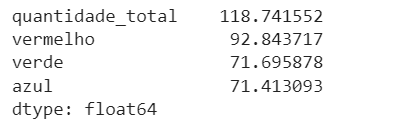 quantidade_total    118.741552
vermelho             92.843717
verde                71.695878
azul                 71.413093
dtype: float64